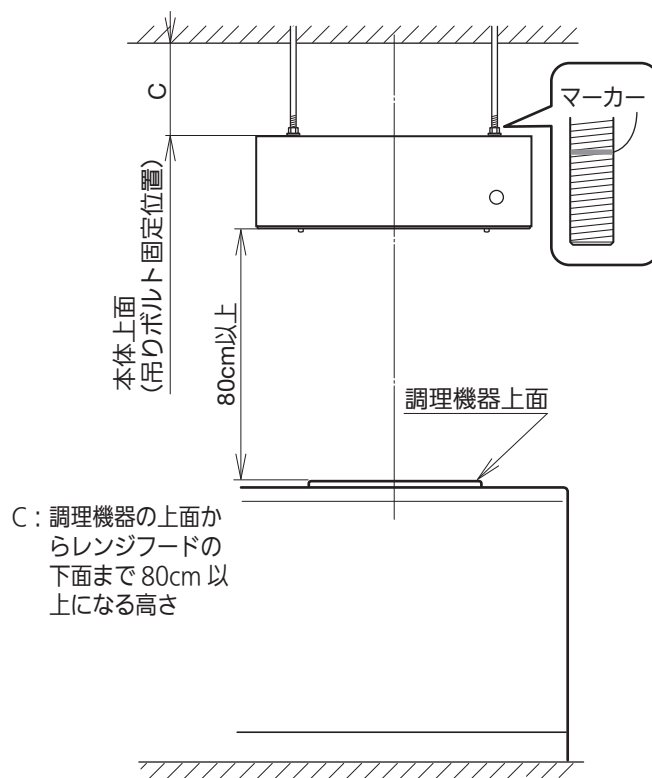 C
マーカー
本体上面
（吊りボルト固定位置）
80cm以上
調理機器上面
C：調理機器の上面か
らレンジフードの
下面まで 80cm 以
上になる高さ